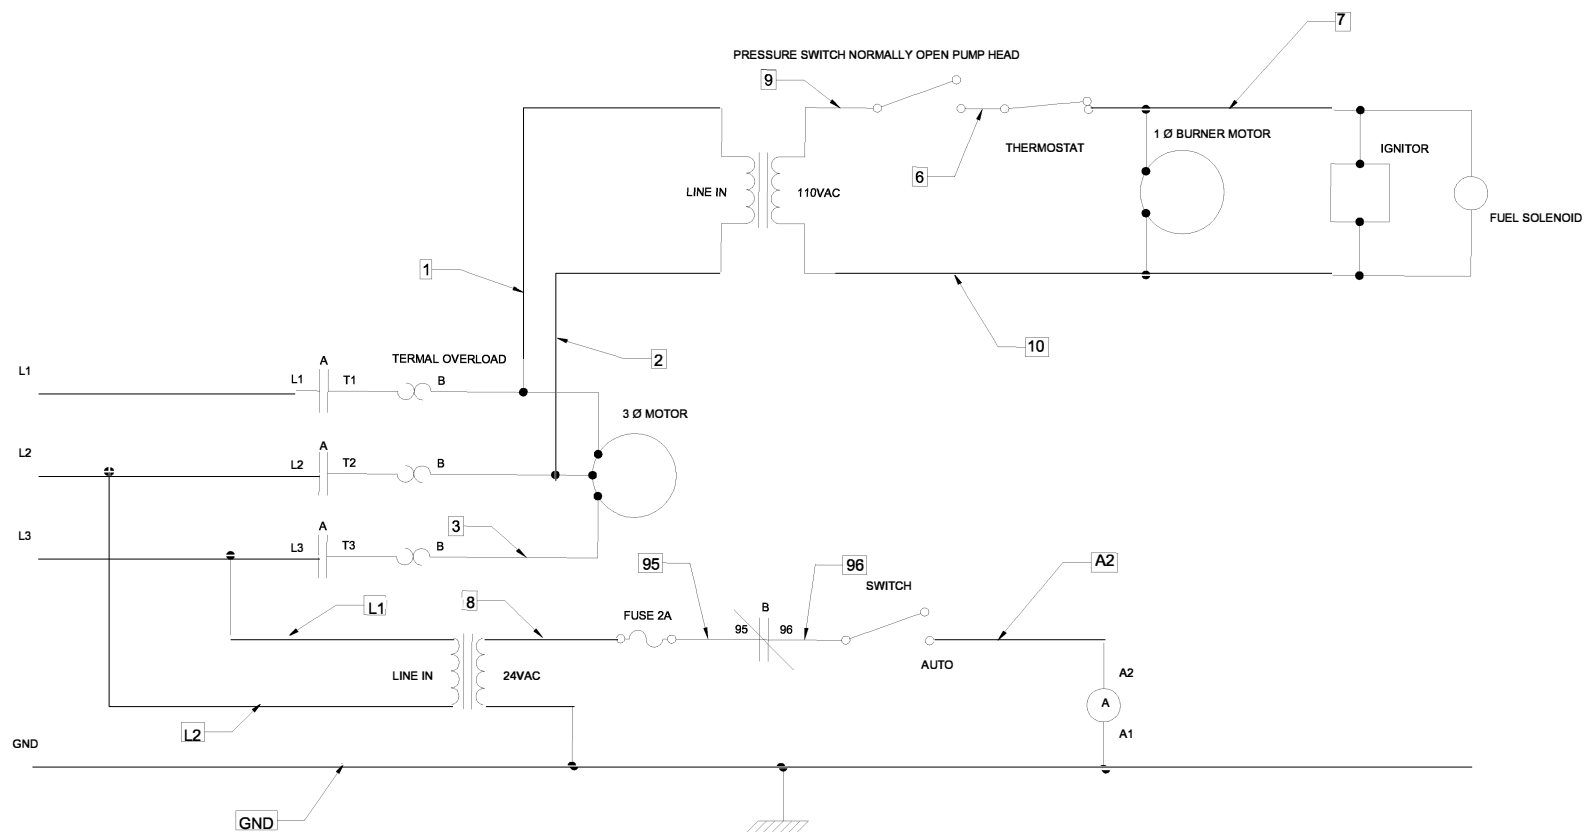 7
PRESSURE SWITCH NORMALLY OPEN PUMP HEAD
9
1 Ø BURNER MOTOR
THERMOSTAT
IGNITOR
6
LINE IN
110VAC
FUEL SOLENOID
1
10
2
TERMAL OVERLOAD
L1
A
L1
T1
B
3 Ø MOTOR
L2
A
L2
T2
B
L3
A
L3
T3
B
3
95
96
A2
SWITCH
L1
8
FUSE 2A
B
95
96
AUTO
LINE IN
24VAC
A2
A
A1
L2
GND
GND